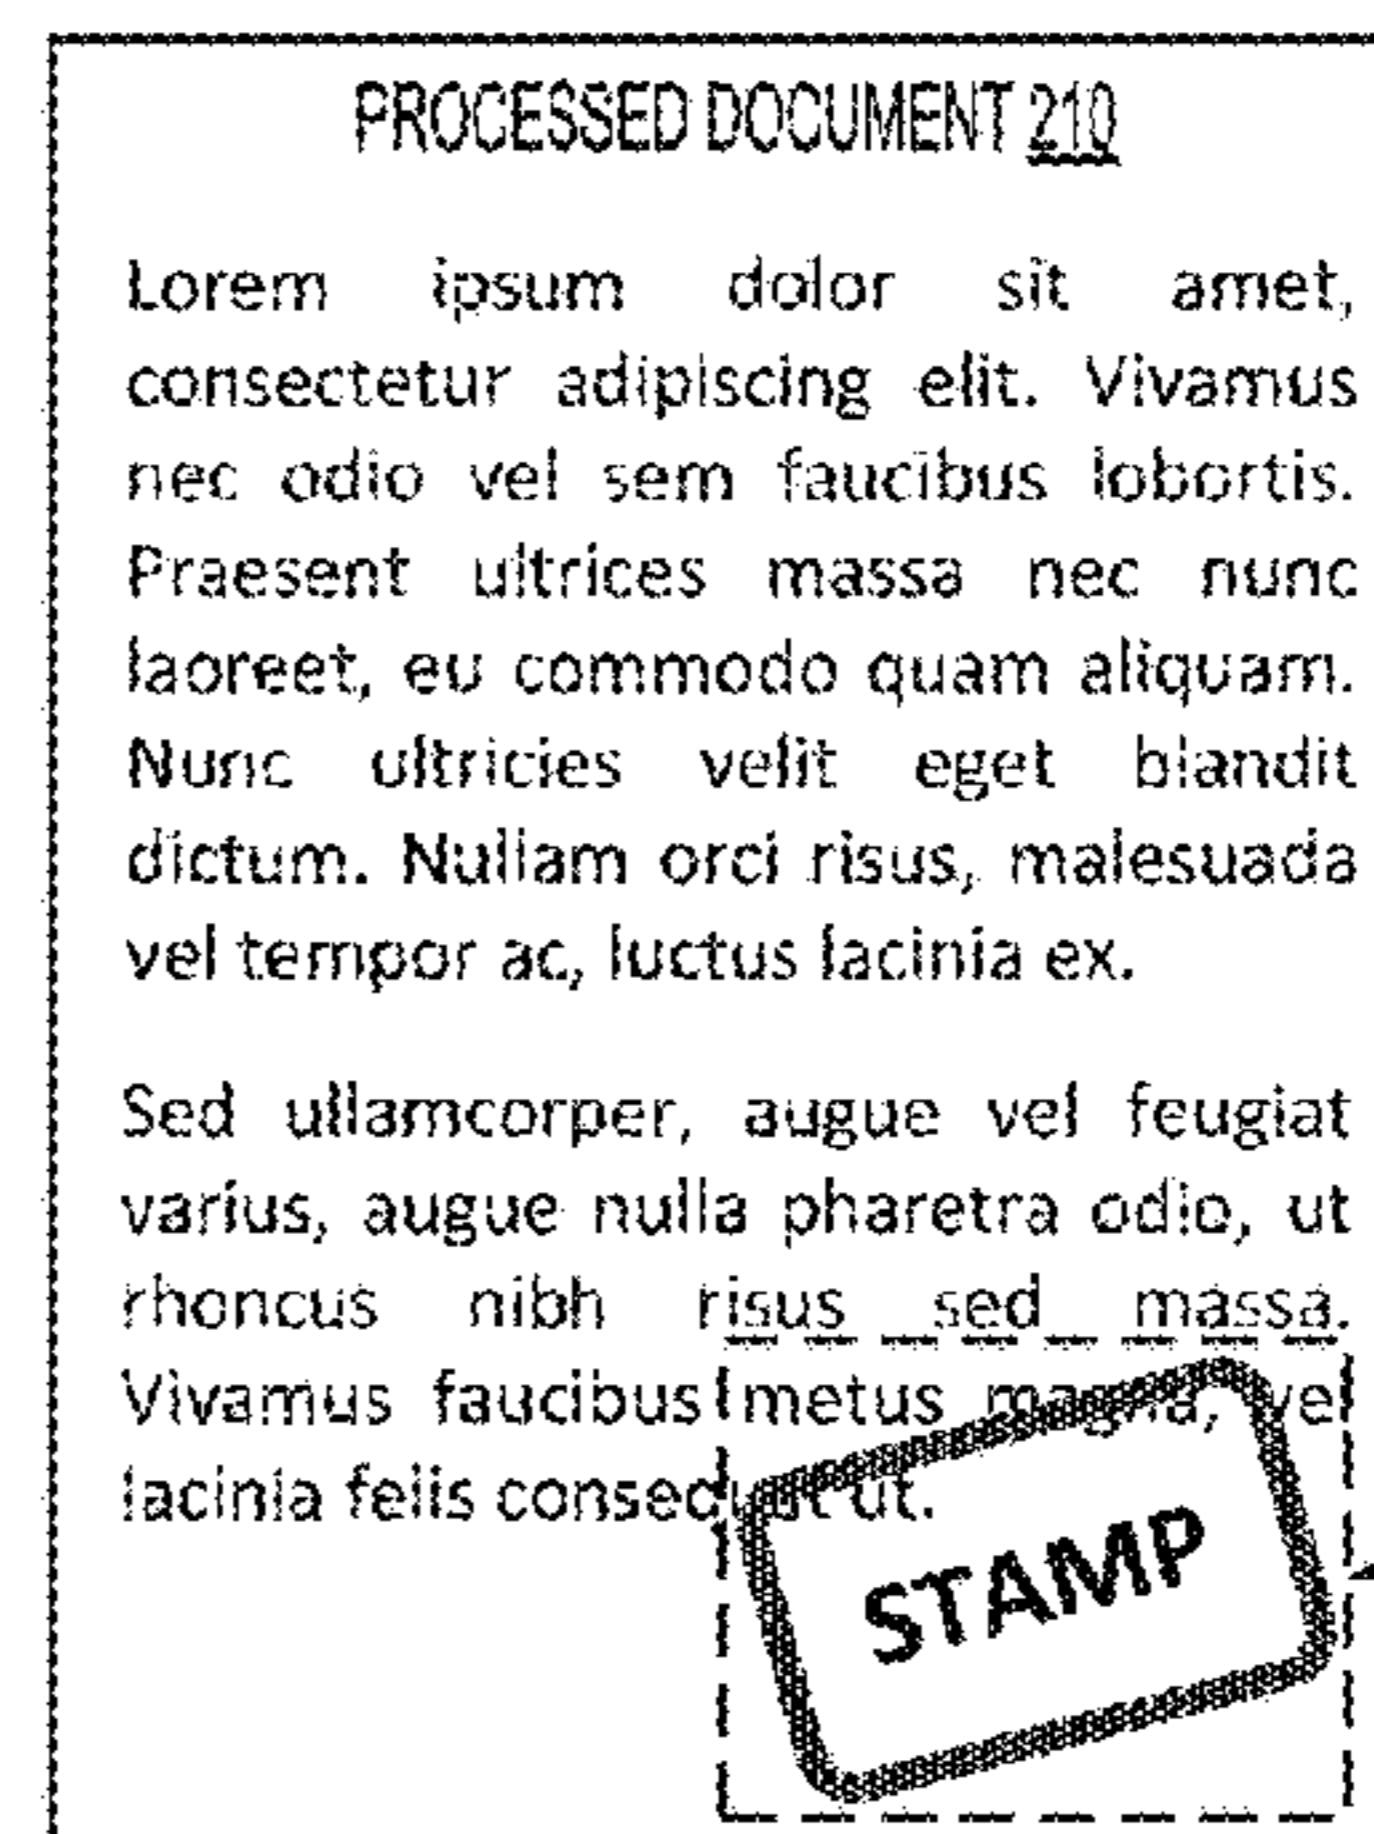 PROCESSED DOCUMENT 210
Lorem ipsum dolor sit amet,
consectetur adipiscing elit. Vivamus
nec odio vel sem faucibus lobortis.
Praesent ultrices massa nec nunc
laoreet, eu commodo quam aliquam.
Nunc ultricies velit eget blandit
dictum. Nullam orci risus, malesuada
vel tempor ac, luctus lacinia ex.
Sed ullamcorper, augue vel feugiat
varius, augue nulla pharetra odio, ut
rhoncus nibh risus sed massa.
Vivamus faucibus metus magna, vel
lacinia felis ut.
STAMP